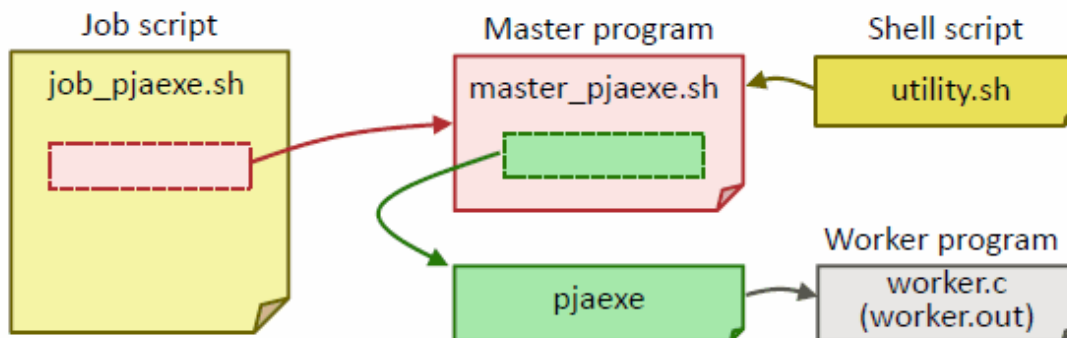 Job script
job_pjaexe.sh
Master program
master_pjaexe.sh
Shell script
utility.sh
pjaexe
Worker program
worker.c
(worker.out)